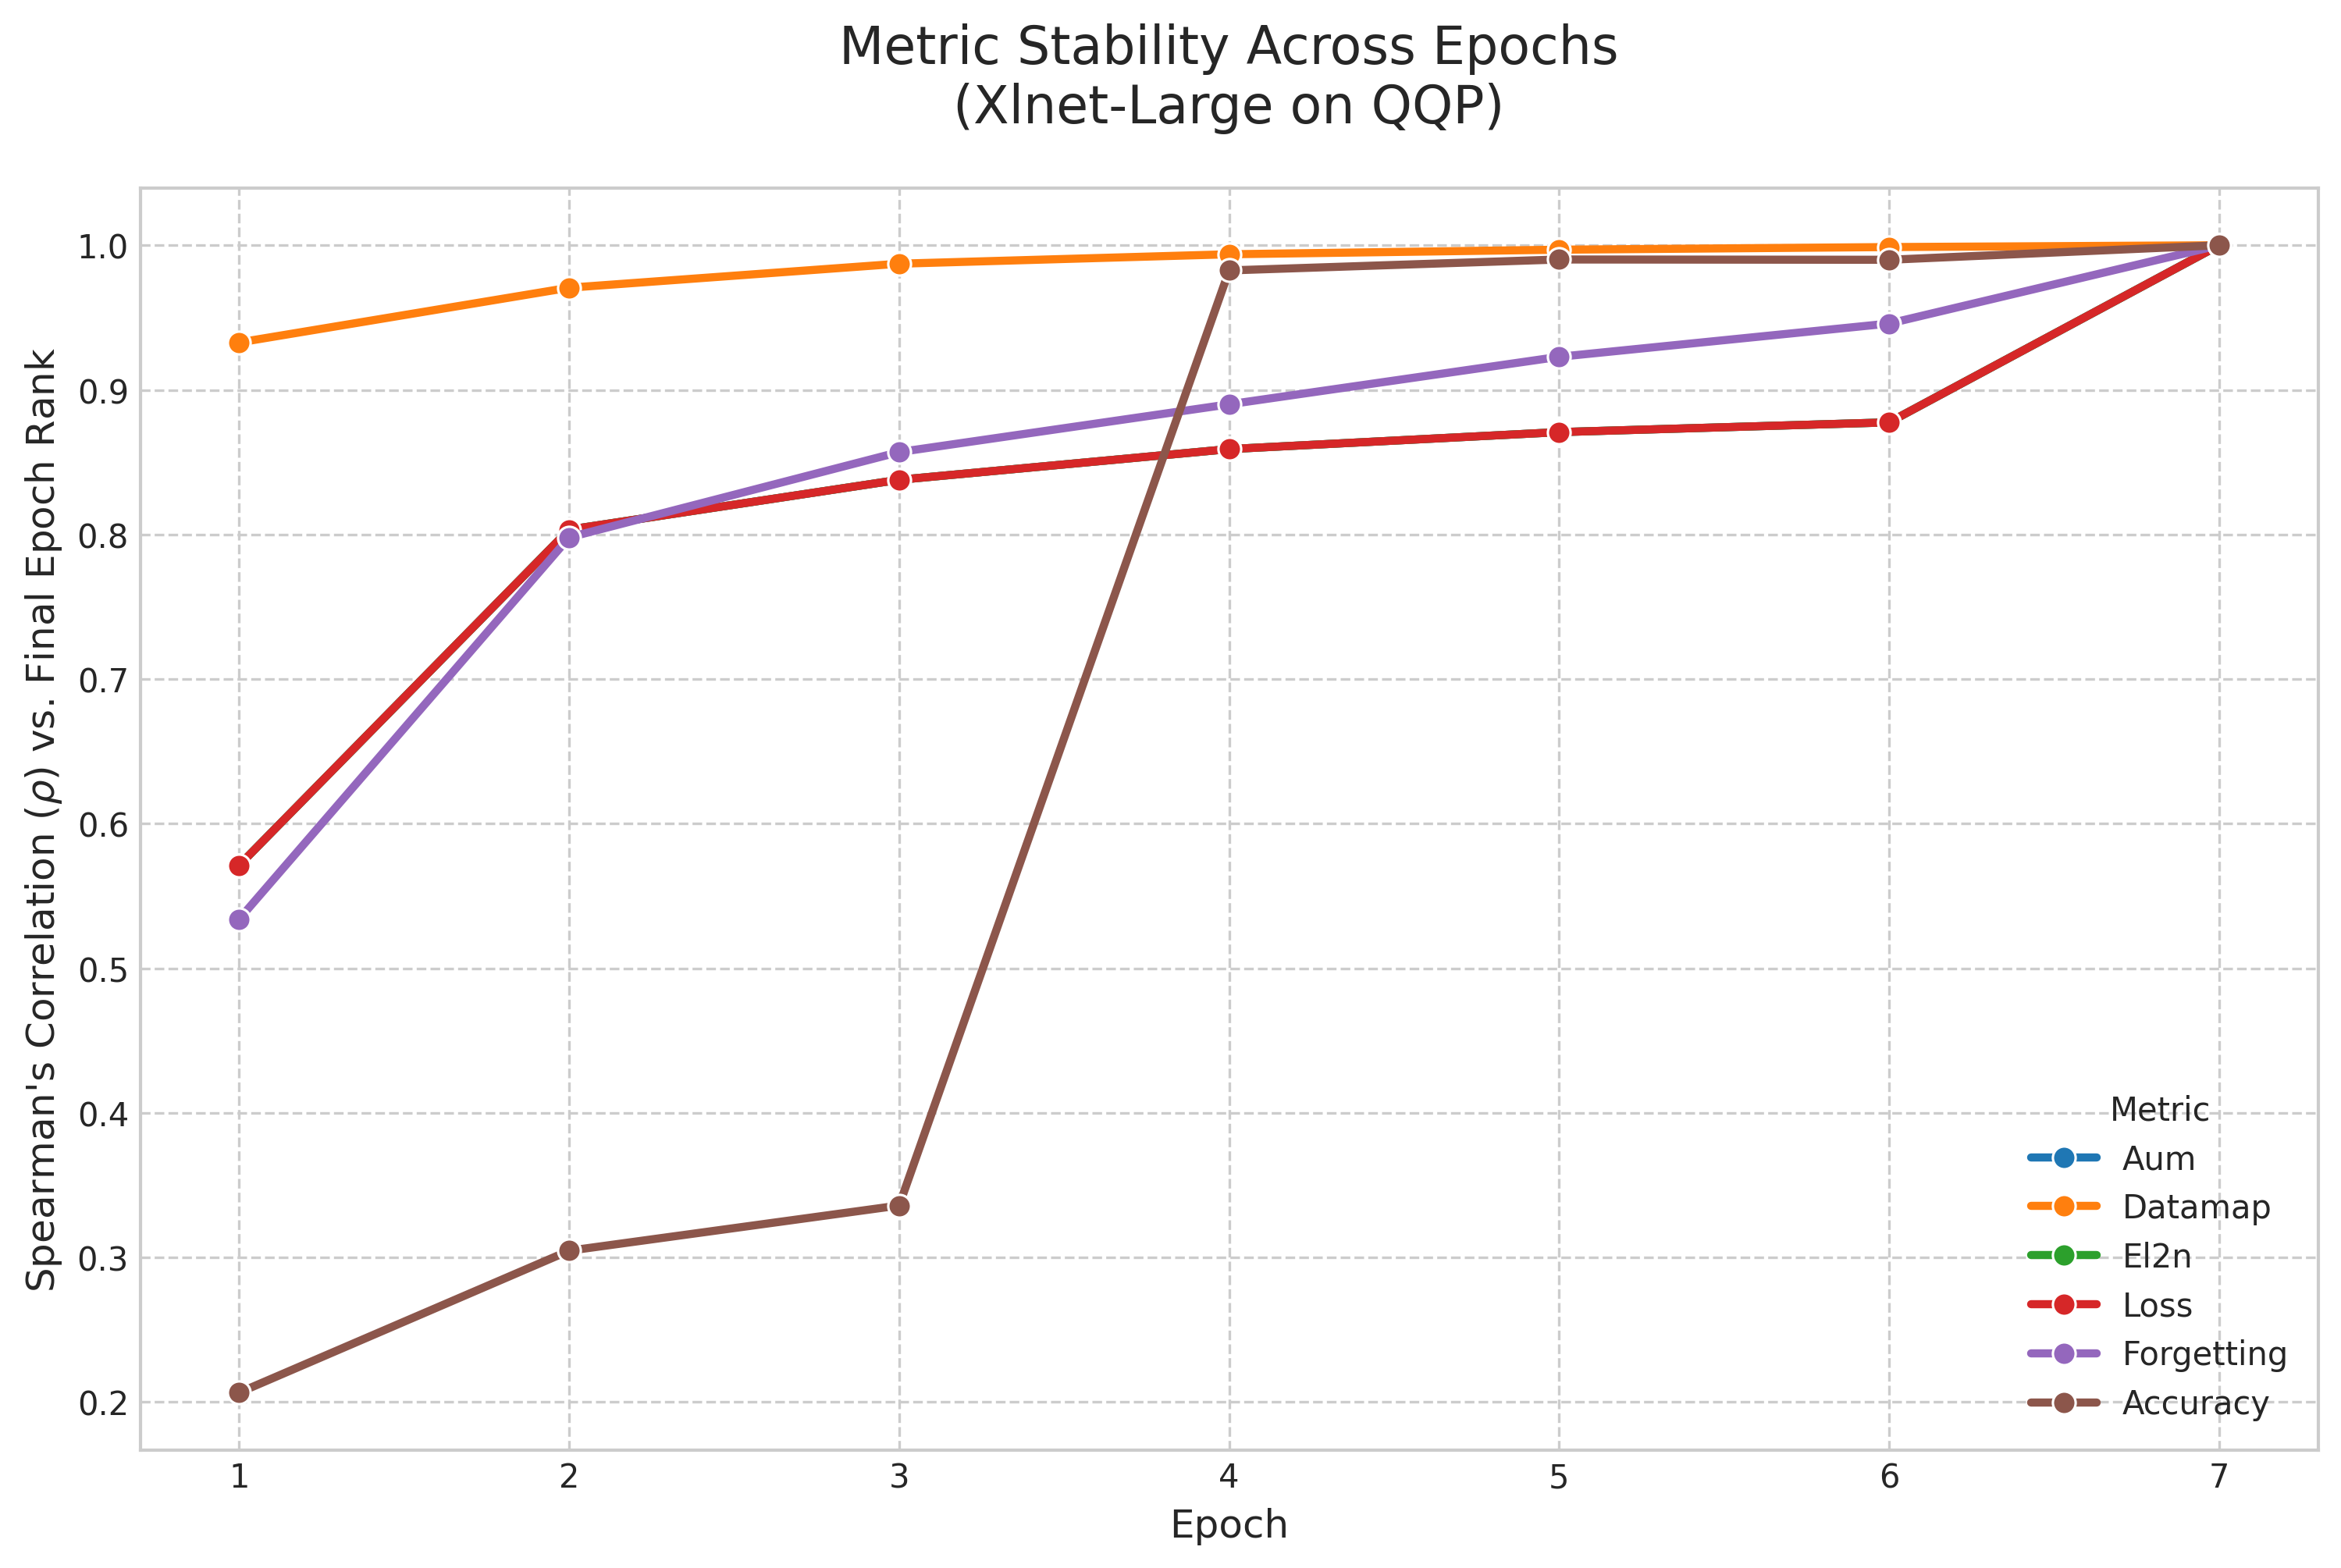 Metric Stability Across Epochs
(Xlnet-Large on QQP)
Spearman's Correlation (ρ) vs. Final Epoch Rank
1.0
0.9
0.8
0.7
0.6
0.5
0.4
0.3
0.2
Metric
Aum
Datamap
El2n
Loss
Forgetting
Accuracy
1 2 3 4 5 6 7
Epoch